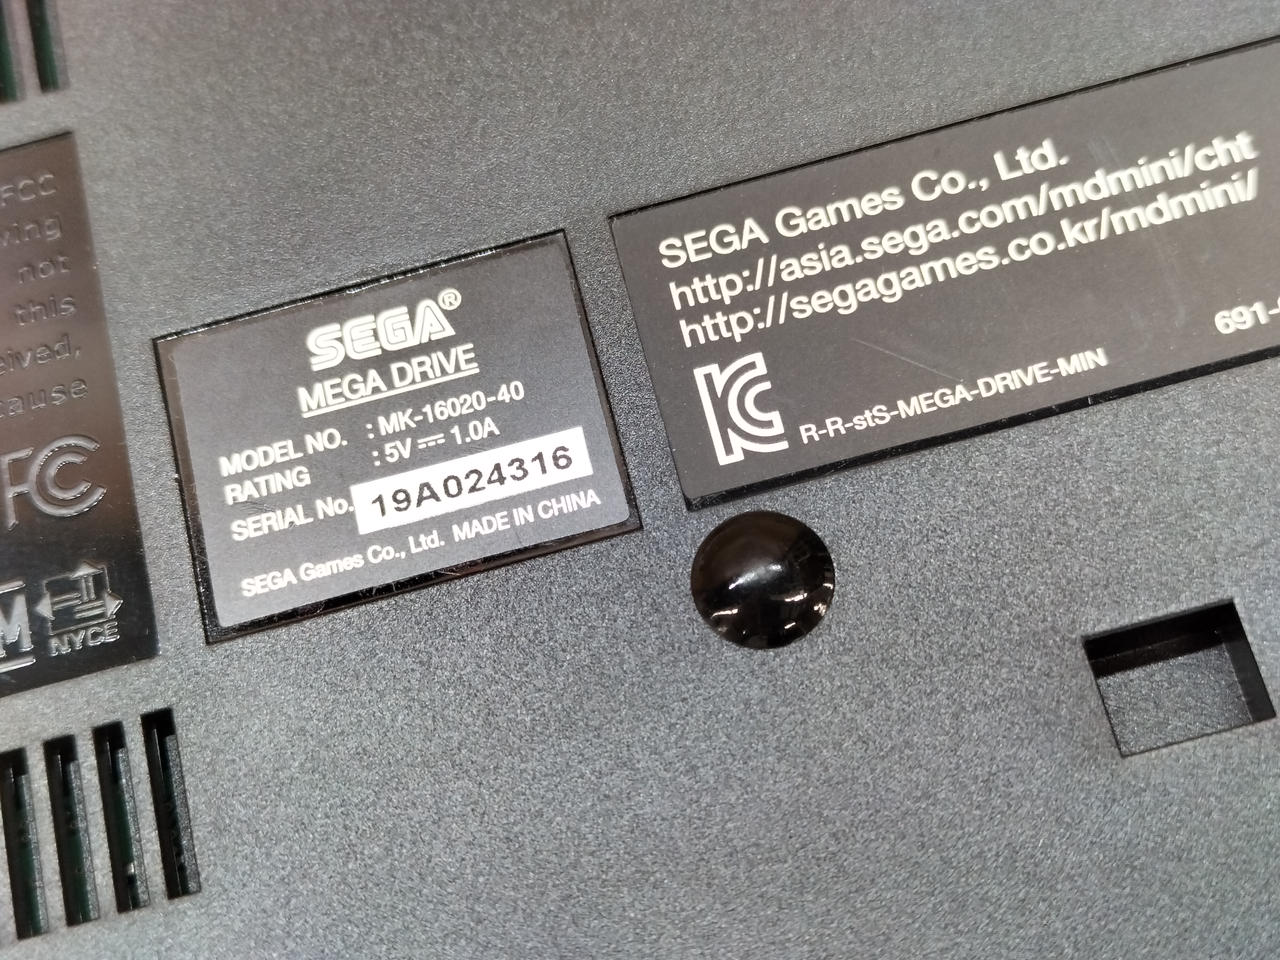 FCC
not
this
eived,
cause
FC
NYCE
SEGA®
MEGA DRIVE
MODEL NO. : MK-16020-40
RATING : 5V ⎓ 1.0A
SERIAL No. 19A024316
SEGA Games Co., Ltd. MADE IN CHINA
SEGA Games Co., Ltd.
http://asia.sega.com/mdmini/cht
http://segagames.co.kr/mdmini/
691-
R-R-stS-MEGA-DRIVE-MIN